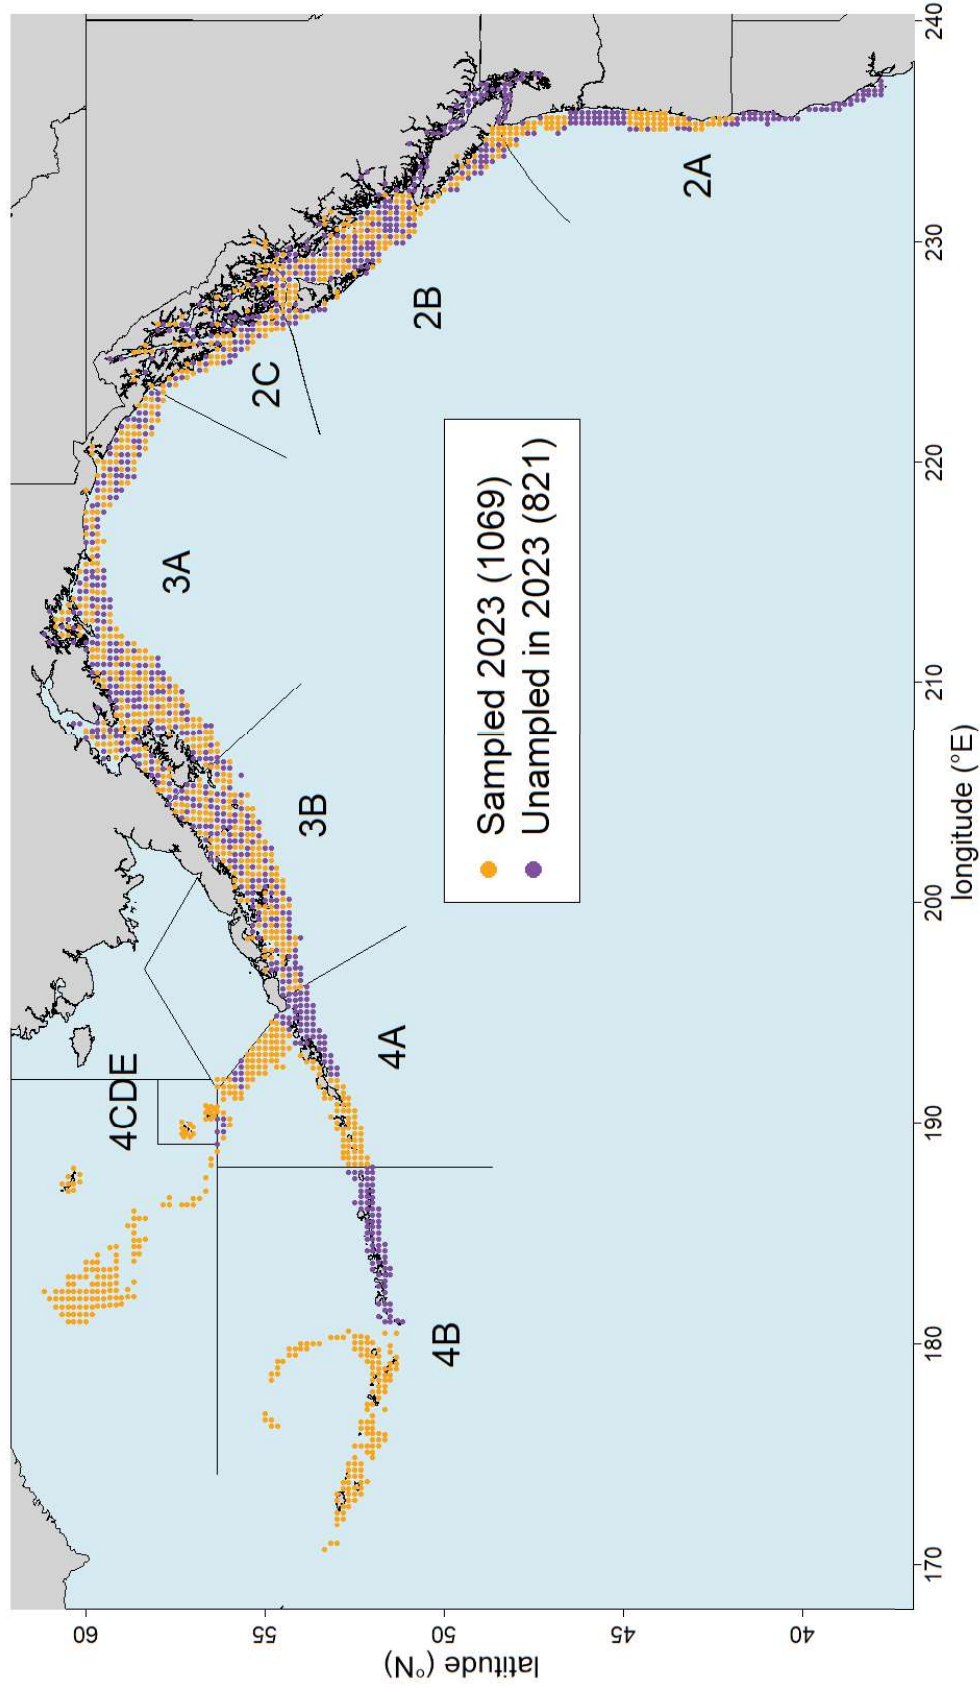 4CDE
4B
4A
3B
3A
2C
2B
2A
Sampled 2023 (1069)
Unampled in 2023 (821)
latitude (°N)
60
55
50
45
40
170
180
190
200
210
220
230
240
longitude (°E)